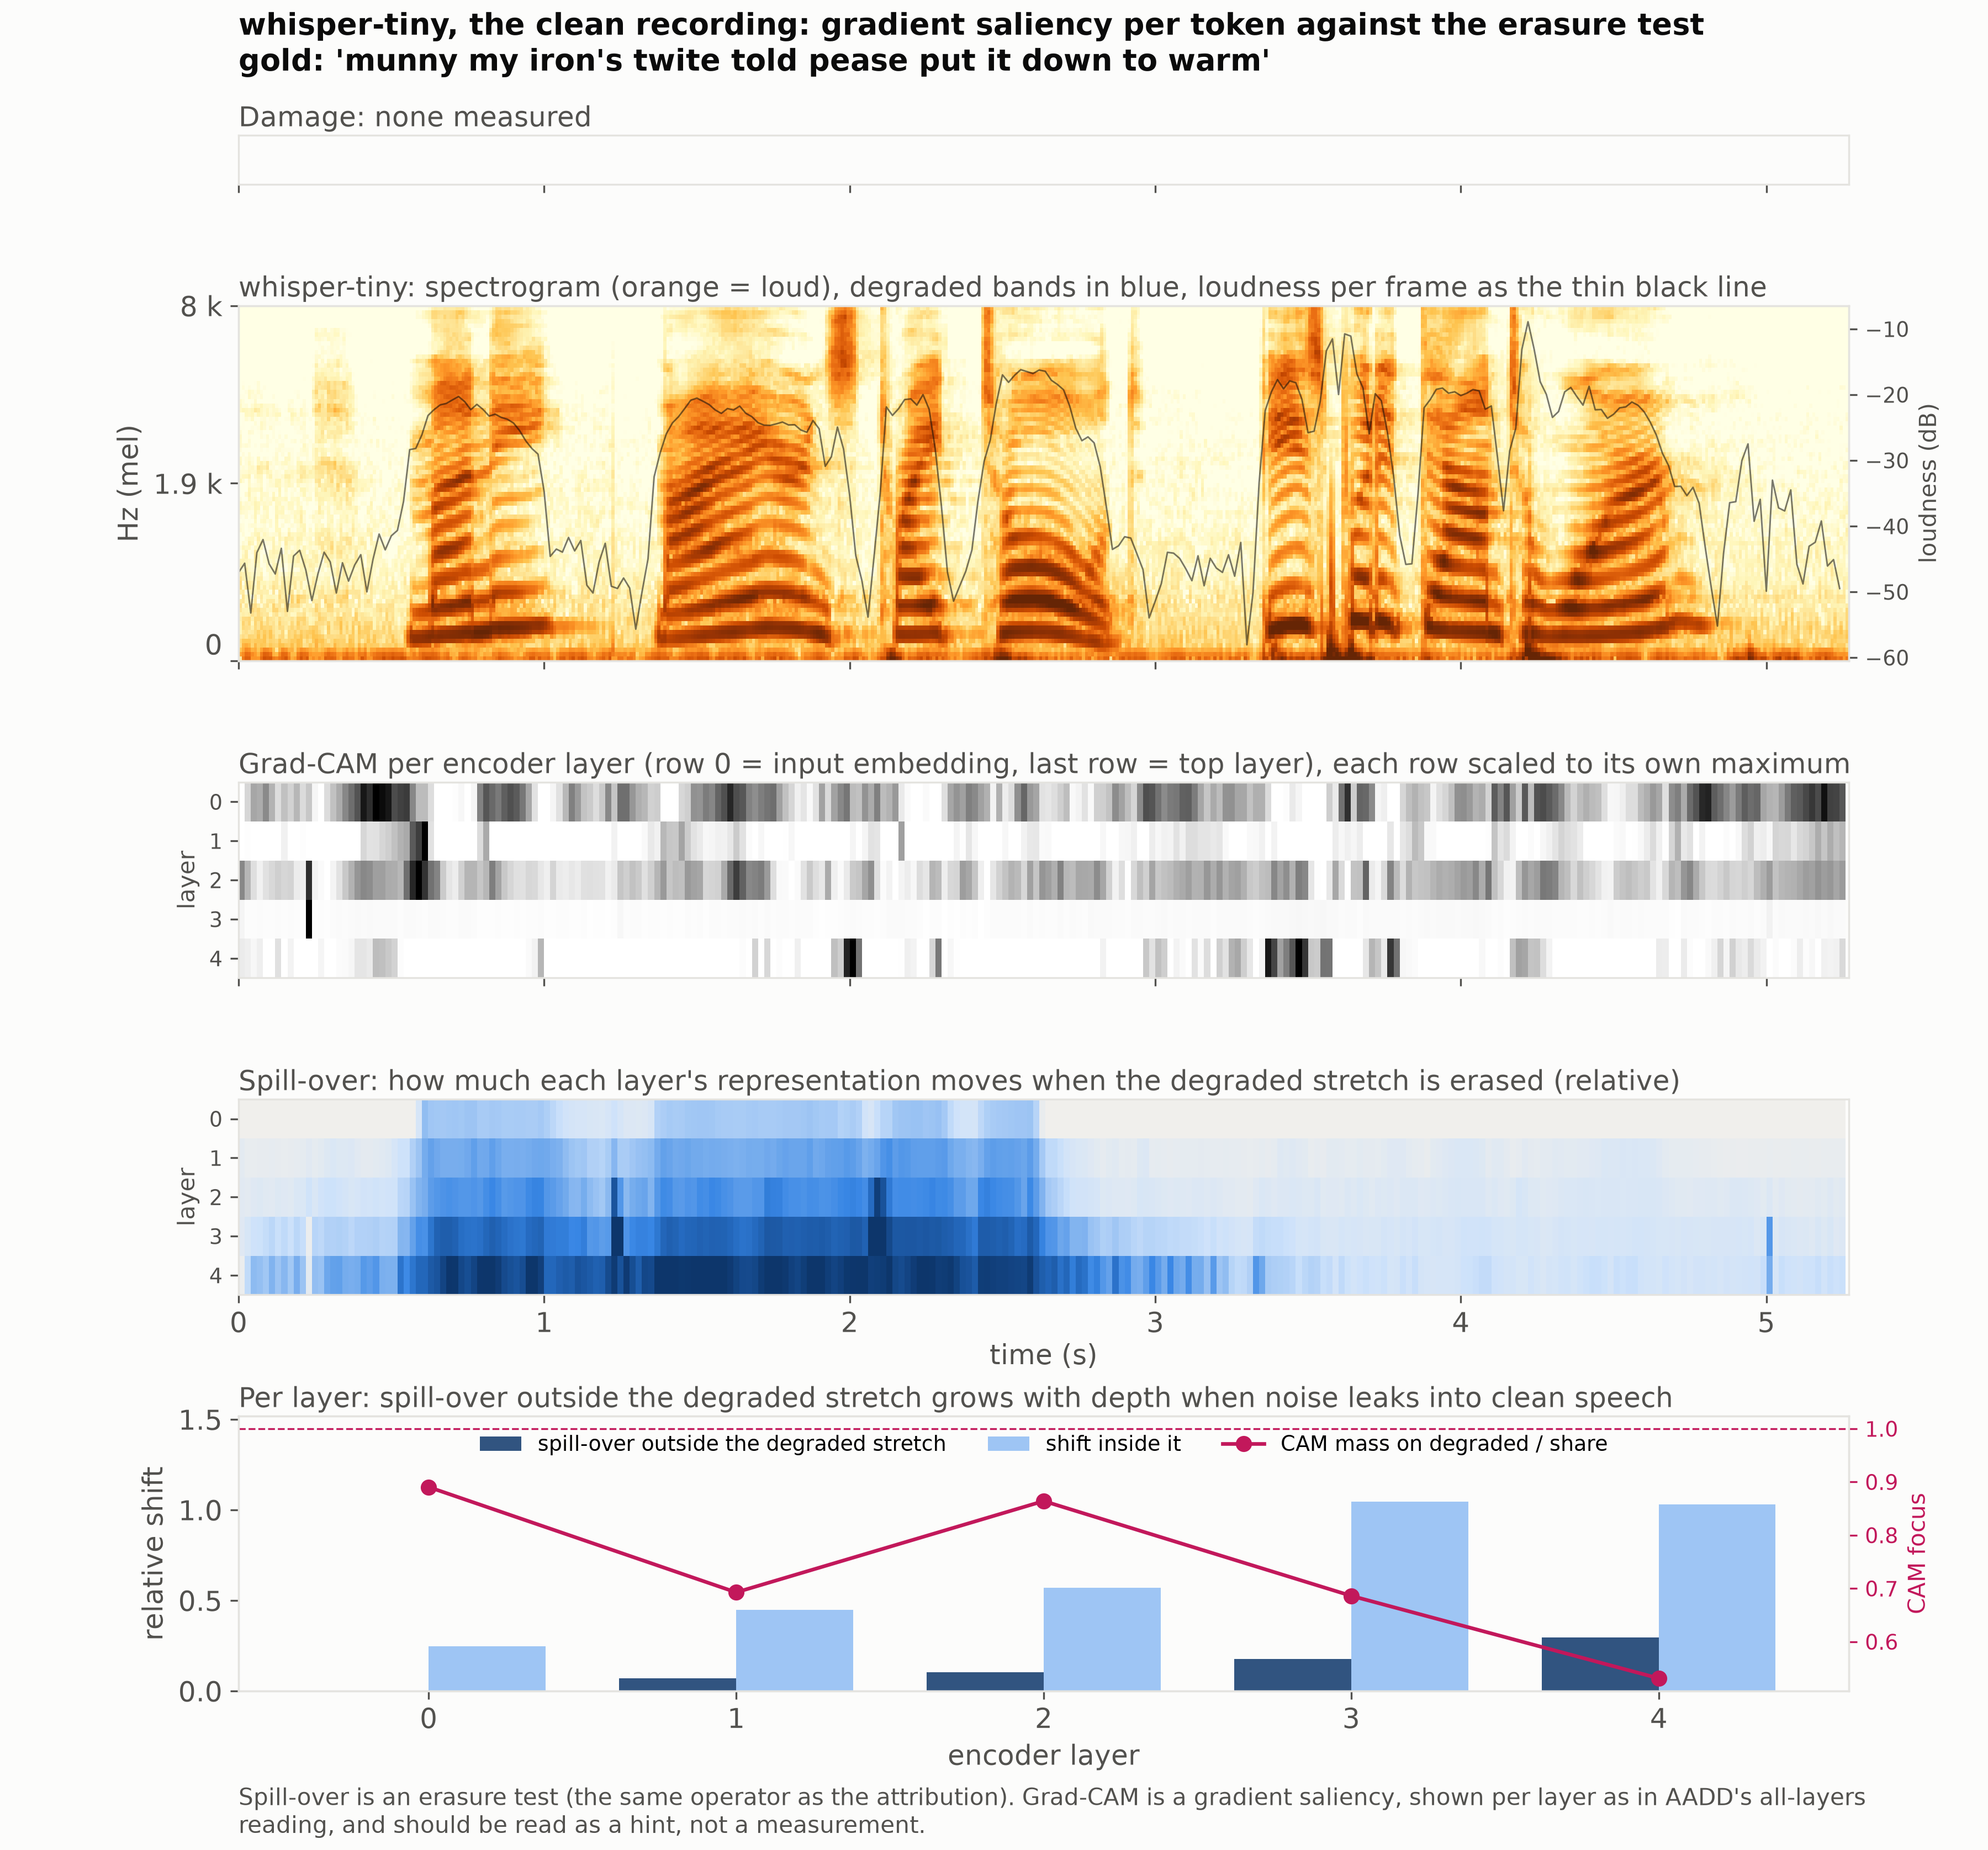 whisper-tiny, the clean recording: gradient saliency per token against the erasure test
gold: 'munny my iron's twite told pease put it down to warm'
Damage: none measured
whisper-tiny: spectrogram (orange = loud), degraded bands in blue, loudness per frame as the thin black line
8 k
1.9 k
0
Hz (mel)
−10
−20
−30
−40
−50
−60
loudness (dB)
Grad-CAM per encoder layer (row 0 = input embedding, last row = top layer), each row scaled to its own maximum
0
1
2
3
4
layer
Spill-over: how much each layer's representation moves when the degraded stretch is erased (relative)
0
1
2
3
4
layer
0 1 2 3 4 5
time (s)
Per layer: spill-over outside the degraded stretch grows with depth when noise leaks into clean speech
spill-over outside the degraded stretch shift inside it CAM mass on degraded / share
1.5
1.0
0.5
0.0
relative shift
1.0
0.9
0.8
0.7
0.6
CAM focus
0 1 2 3 4
encoder layer
Spill-over is an erasure test (the same operator as the attribution). Grad-CAM is a gradient saliency, shown per layer as in AADD's all-layers
reading, and should be read as a hint, not a measurement.